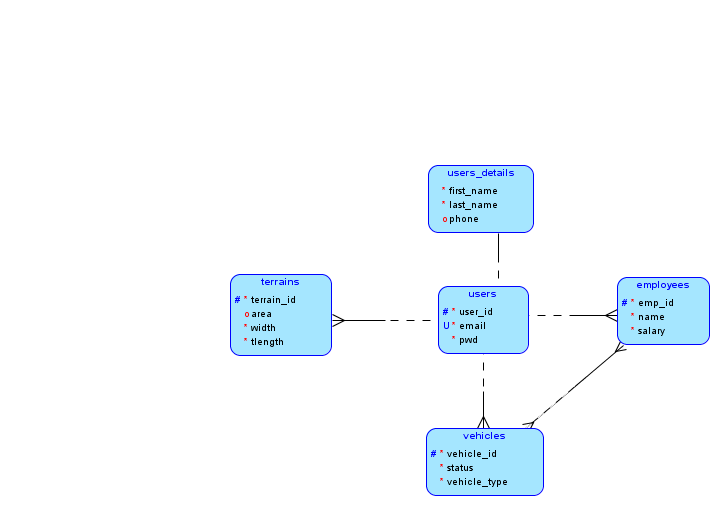 users_details
* first_name
* last_name
o phone
terrains
# * terrain_id
o area
* width
* tlength
users
# * user_id
U * email
* pwd
employees
# * emp_id
* name
* salary
vehicles
# * vehicle_id
* status
* vehicle_type